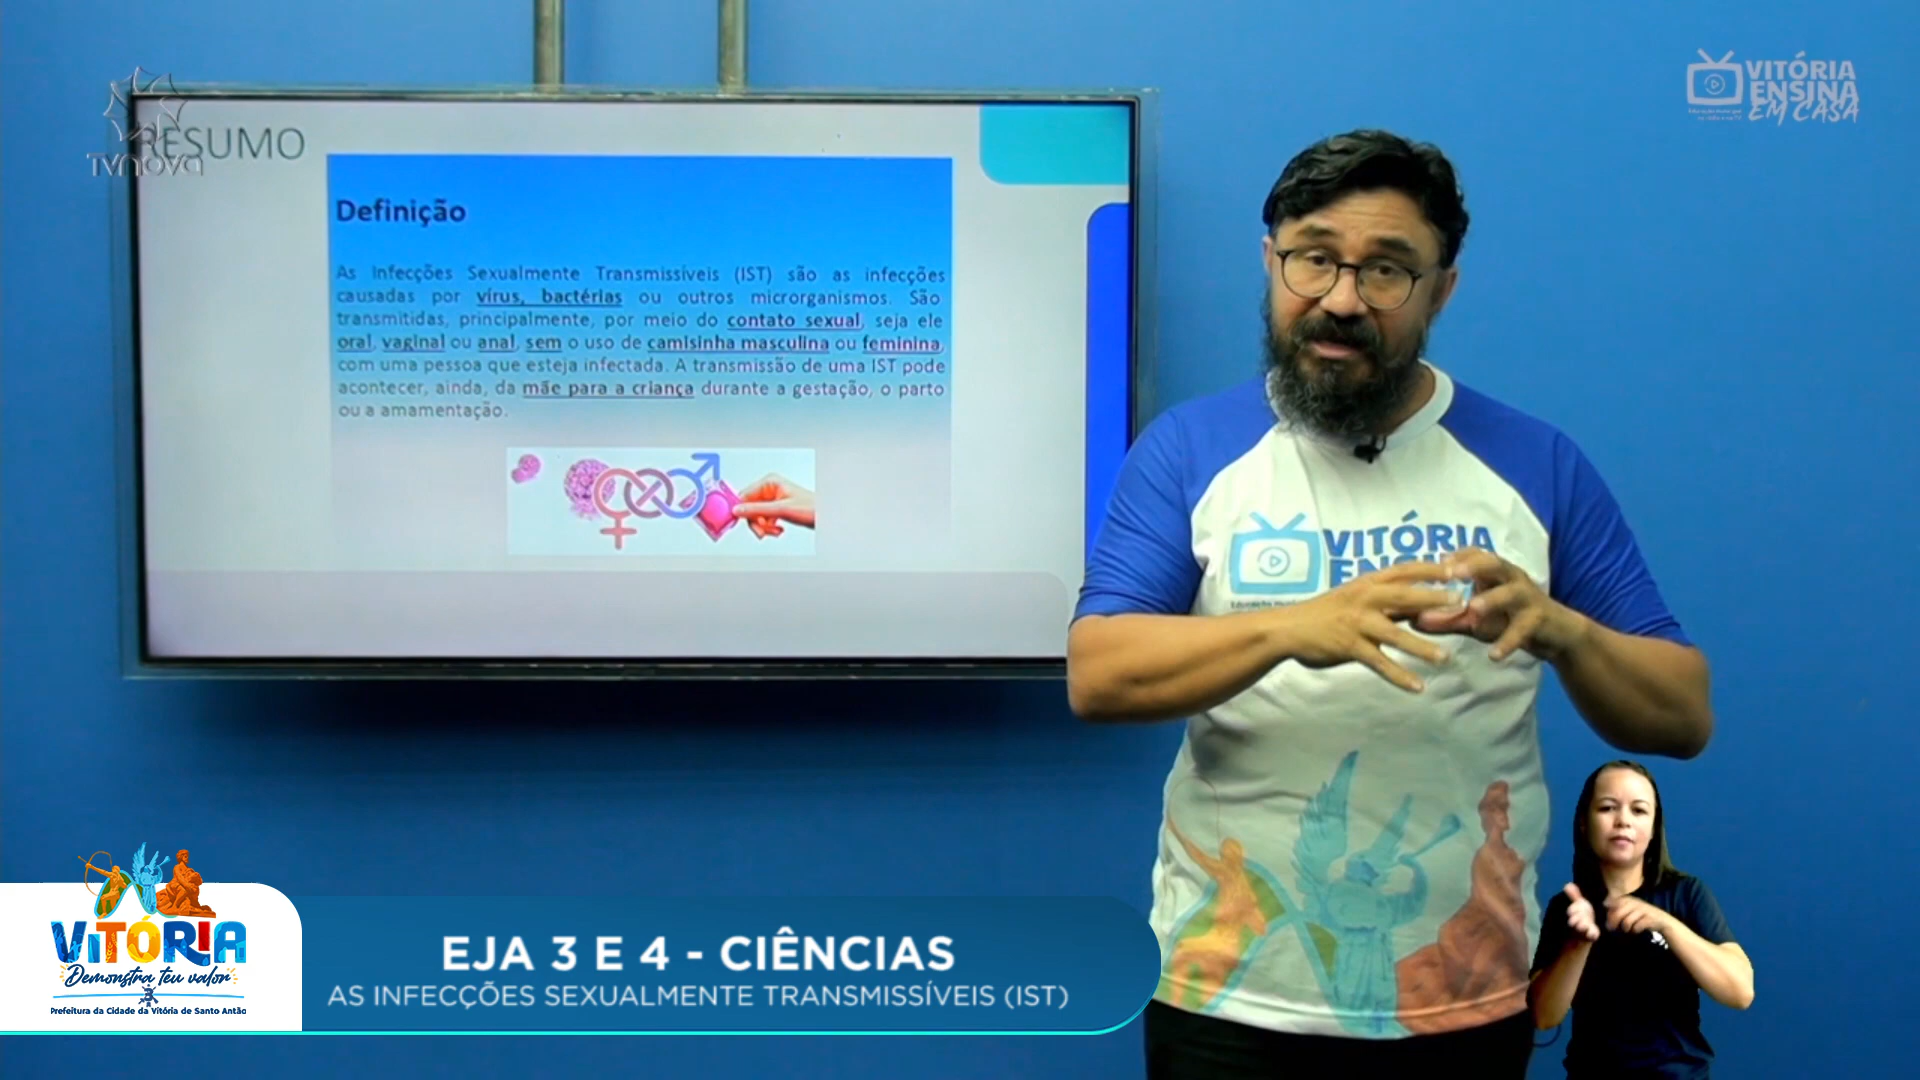 RESUMO
TVNOVA
VITÓRIA
ENSINA
EM CASA
Definição
As Infecções Sexualmente Transmissíveis (IST) são as infecções
causadas por vírus, bactérias ou outros microrganismos. São
transmitidas, principalmente, por meio do contato sexual, seja ele
oral, vaginal ou anal, sem o uso de camisinha masculina ou feminina,
com uma pessoa que esteja infectada. A transmissão de uma IST pode
acontecer, ainda, da mãe para a criança durante a gestação, o parto
ou a amamentação.
VITÓRIA
VITÓRIA
Demonstra teu valor
Prefeitura da Cidade da Vitória de Santo Antão
EJA 3 E 4 - CIÊNCIAS
AS INFECÇÕES SEXUALMENTE TRANSMISSÍVEIS (IST)